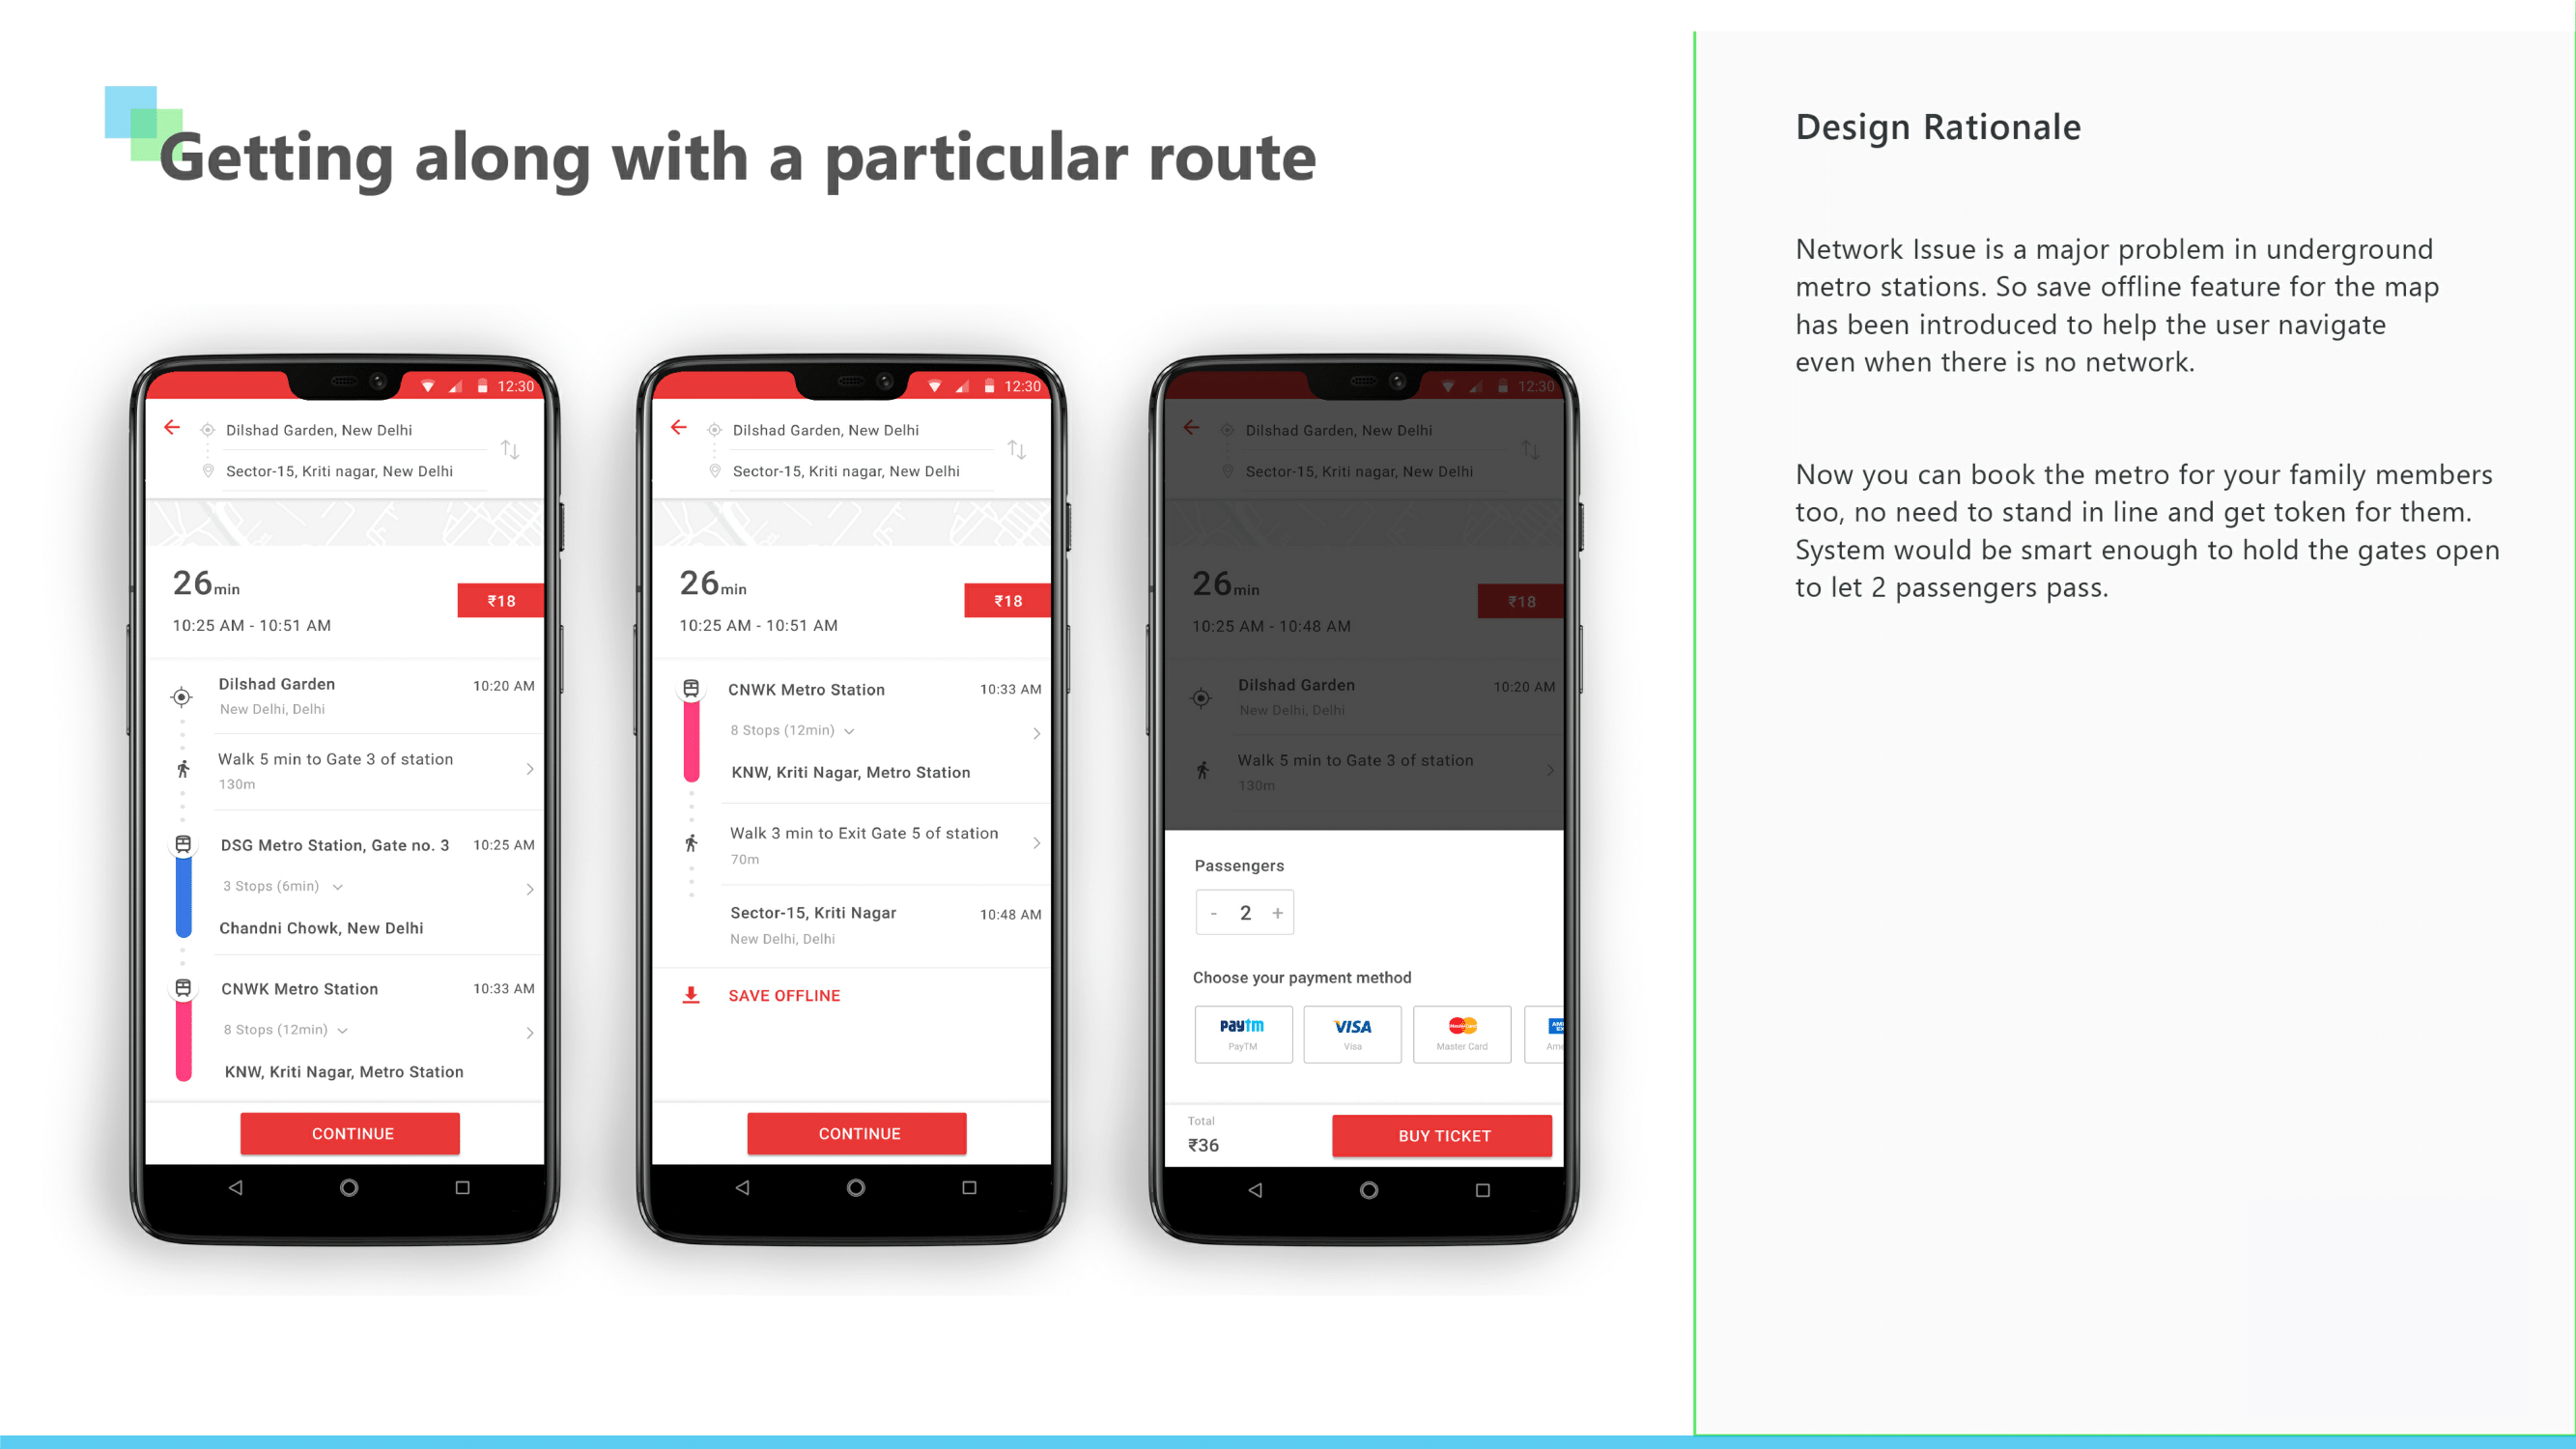 Getting along with a particular route
12:30
Dilshad Garden, New Delhi
Sector-15, Kriti nagar, New Delhi
26min
₹18
10:25 AM - 10:51 AM
Dilshad Garden
10:20 AM
New Delhi, Delhi
Walk 5 min to Gate 3 of station
130m
DSG Metro Station, Gate no. 3
10:25 AM
3 Stops (6min)
Chandni Chowk, New Delhi
CNWK Metro Station
10:33 AM
8 Stops (12min)
KNW, Kriti Nagar, Metro Station
CONTINUE
12:30
Dilshad Garden, New Delhi
Sector-15, Kriti nagar, New Delhi
26min
₹18
10:25 AM - 10:51 AM
CNWK Metro Station
10:33 AM
8 Stops (12min)
KNW, Kriti Nagar, Metro Station
Walk 3 min to Exit Gate 5 of station
70m
Sector-15, Kriti Nagar
10:48 AM
New Delhi, Delhi
SAVE OFFLINE
CONTINUE
12:30
Dilshad Garden, New Delhi
Sector-15, Kriti nagar, New Delhi
26min
₹18
10:25 AM - 10:48 AM
Dilshad Garden
10:20 AM
New Delhi, Delhi
Walk 5 min to Gate 3 of station
130m
Passengers
- 2 +
Choose your payment method
Paytm
PayTM
VISA
Visa
Master Card
Total
₹36
BUY TICKET
Design Rationale
Network Issue is a major problem in underground
metro stations. So save offline feature for the map
has been introduced to help the user navigate
even when there is no network.
Now you can book the metro for your family members
too, no need to stand in line and get token for them.
System would be smart enough to hold the gates open
to let 2 passengers pass.